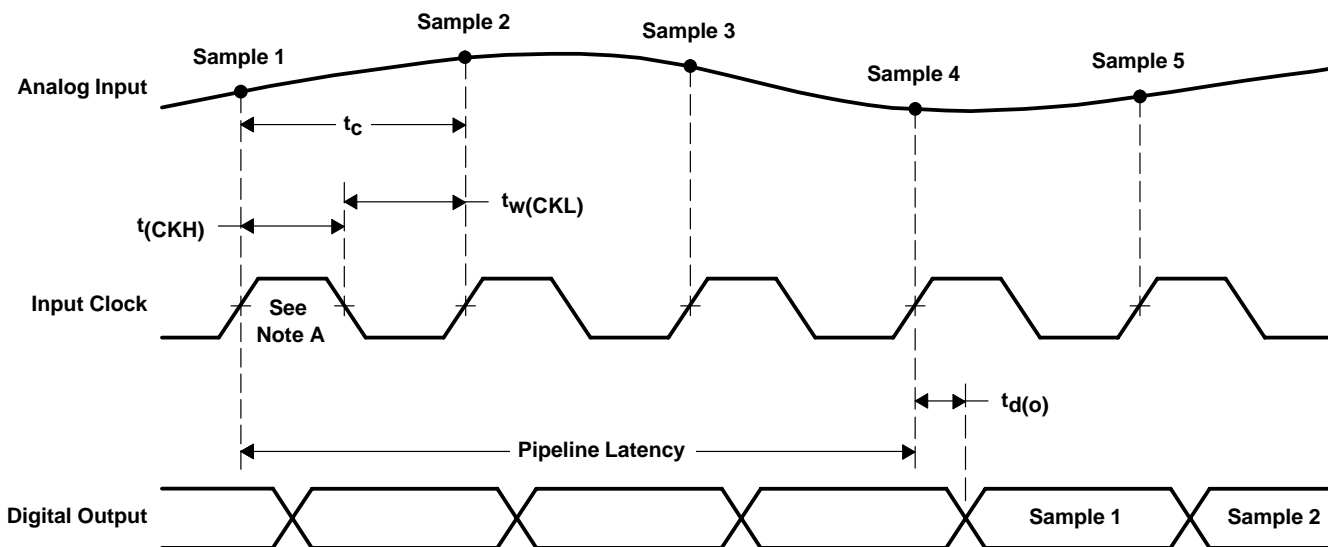 Sample 1
Sample 2
Sample 3
Sample 4
Sample 5
Analog Input
tc
tw(CKL)
t(CKH)
Input Clock
See
Note A
td(o)
Pipeline Latency
Digital Output
Sample 1
Sample 2